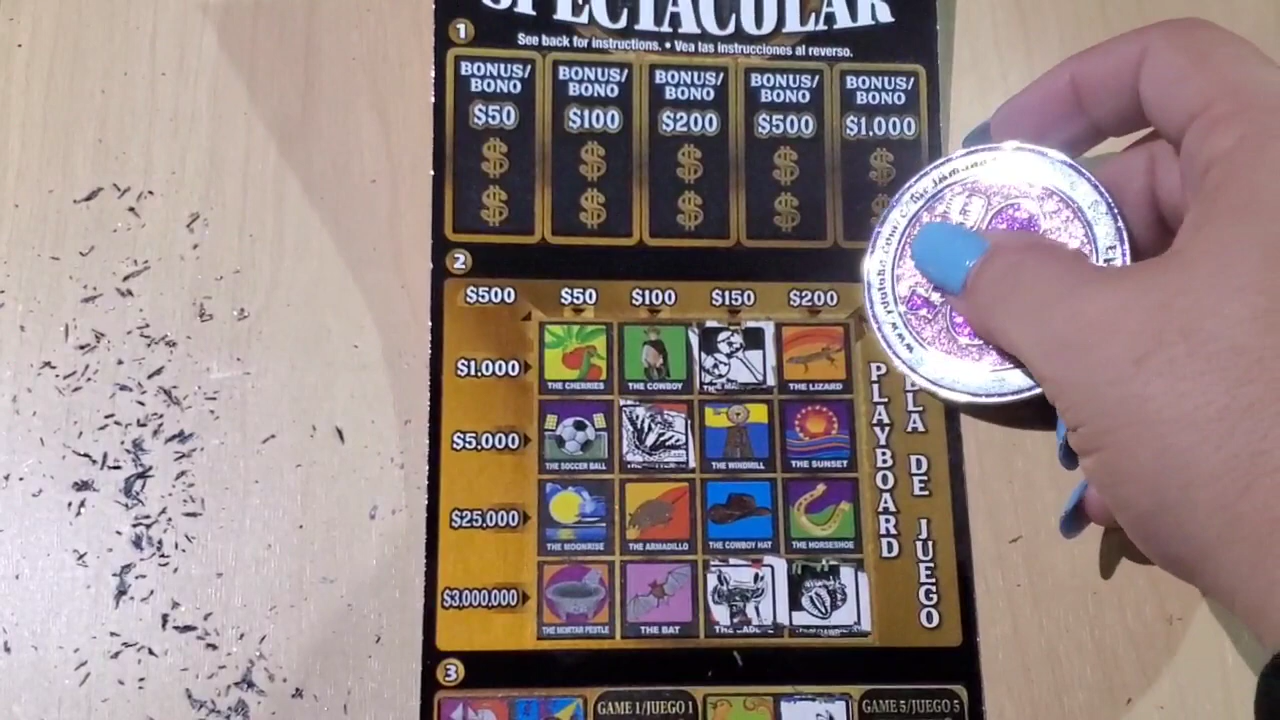 SPECTACULAR
1
See back for instructions. • Vea las instrucciones al reverso.
BONUS/ BONUS/ BONUS/ BONUS/ BONUS/
BONO BONO BONO BONO BONO
$50 $100 $200 $500 $1,000
$ $ $ $ $
$ $ $ $ $
2
$500 $50 $100 $150 $200
$1,000
THE CHERRIES THE COWBOY THE THE LIZARD
$5,000
THE SOCCER BALL THE WINDMILL THE SUNSET
$25,000
THE MOONRISE THE ARMADILLO THE COWBOY HAT THE HORSESHOE
$3,000,000
THE MORTAR PESTLE THE BAT
PLAYBOARD
DE JUEGO
www.youtube.com/c/
3
GAME 1/JUEGO 1 GAME 5/JUEGO 5